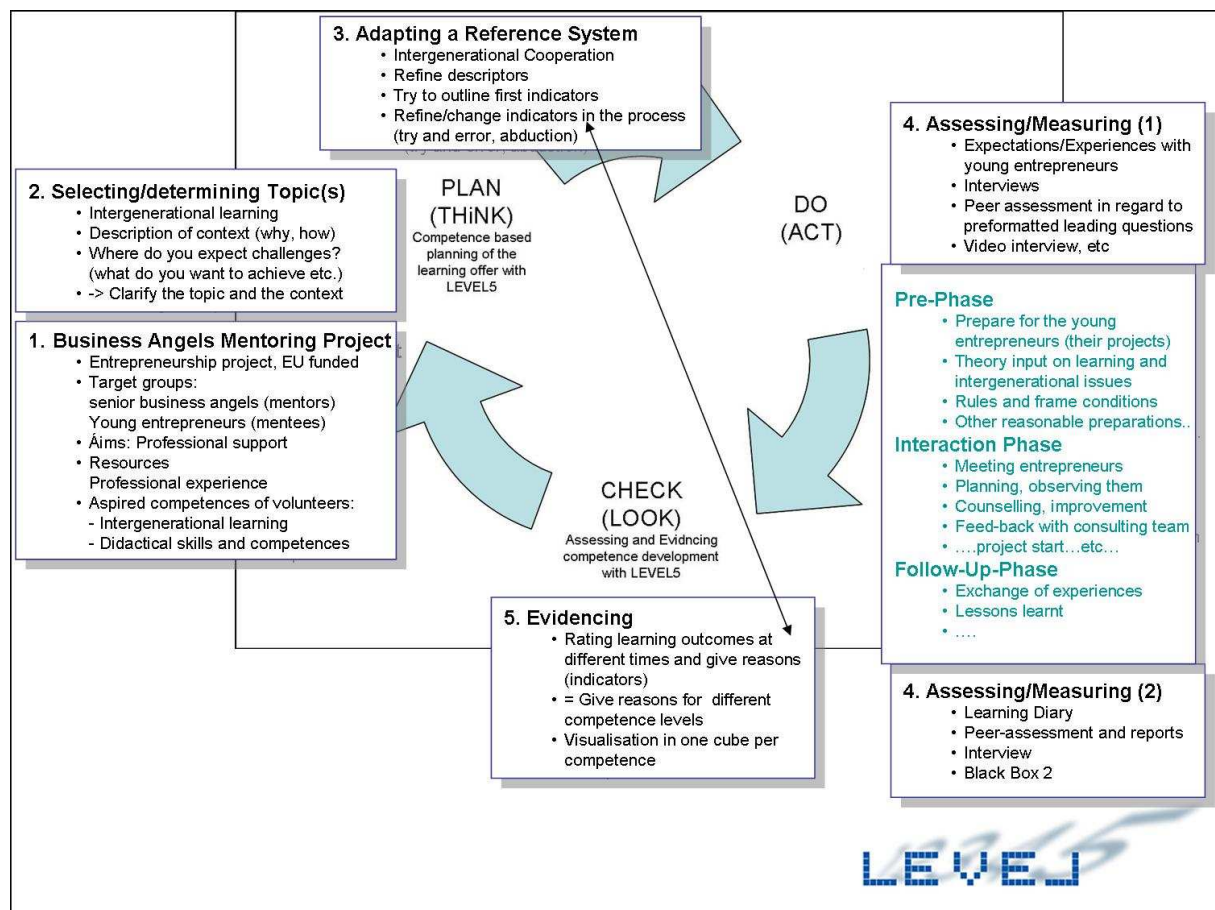 3. Adapting a Reference System
• Intergenerational Cooperation
• Refine descriptors
• Try to outline first indicators
• Refine/change indicators in the process
(try and error, abduction)
2. Selecting/determining Topic(s)
• Intergenerational learning
• Description of context (why, how)
• Where do you expect challenges?
(what do you want to achieve etc.)
• -> Clarify the topic and the context
1. Business Angels Mentoring Project
• Entrepreneurship project, EU funded
• Target groups:
senior business angels (mentors)
Young entrepreneurs (mentees)
• Áims: Professional support
• Resources
Professional experience
• Aspired competences of volunteers:
- Intergenerational learning
- Didactical skills and competences
PLAN
(THiNK)
Competence based
planning of the
learning offer with
LEVEL5
DO
(ACT)
CHECK
(LOOK)
Assessing and Evidncing
competence development
with LEVEL5
4. Assessing/Measuring (1)
• Expectations/Experiences with
young entrepreneurs
• Interviews
• Peer assessment in regard to
preformatted leading questions
• Video interview, etc
Pre-Phase
• Prepare for the young
entrepreneurs (their projects)
• Theory input on learning and
intergenerational issues
• Rules and frame conditions
• Other reasonable preparations..
Interaction Phase
• Meeting entrepreneurs
• Planning, observing them
• Counselling, improvement
• Feed-back with consulting team
• ….project start…etc…
Follow-Up-Phase
• Exchange of experiences
• Lessons learnt
• ….
4. Assessing/Measuring (2)
• Learning Diary
• Peer-assessment and reports
• Interview
• Black Box 2
5. Evidencing
• Rating learning outcomes at
different times and give reasons
(indicators)
• = Give reasons for different
competence levels
• Visualisation in one cube per
competence
LEVEL5